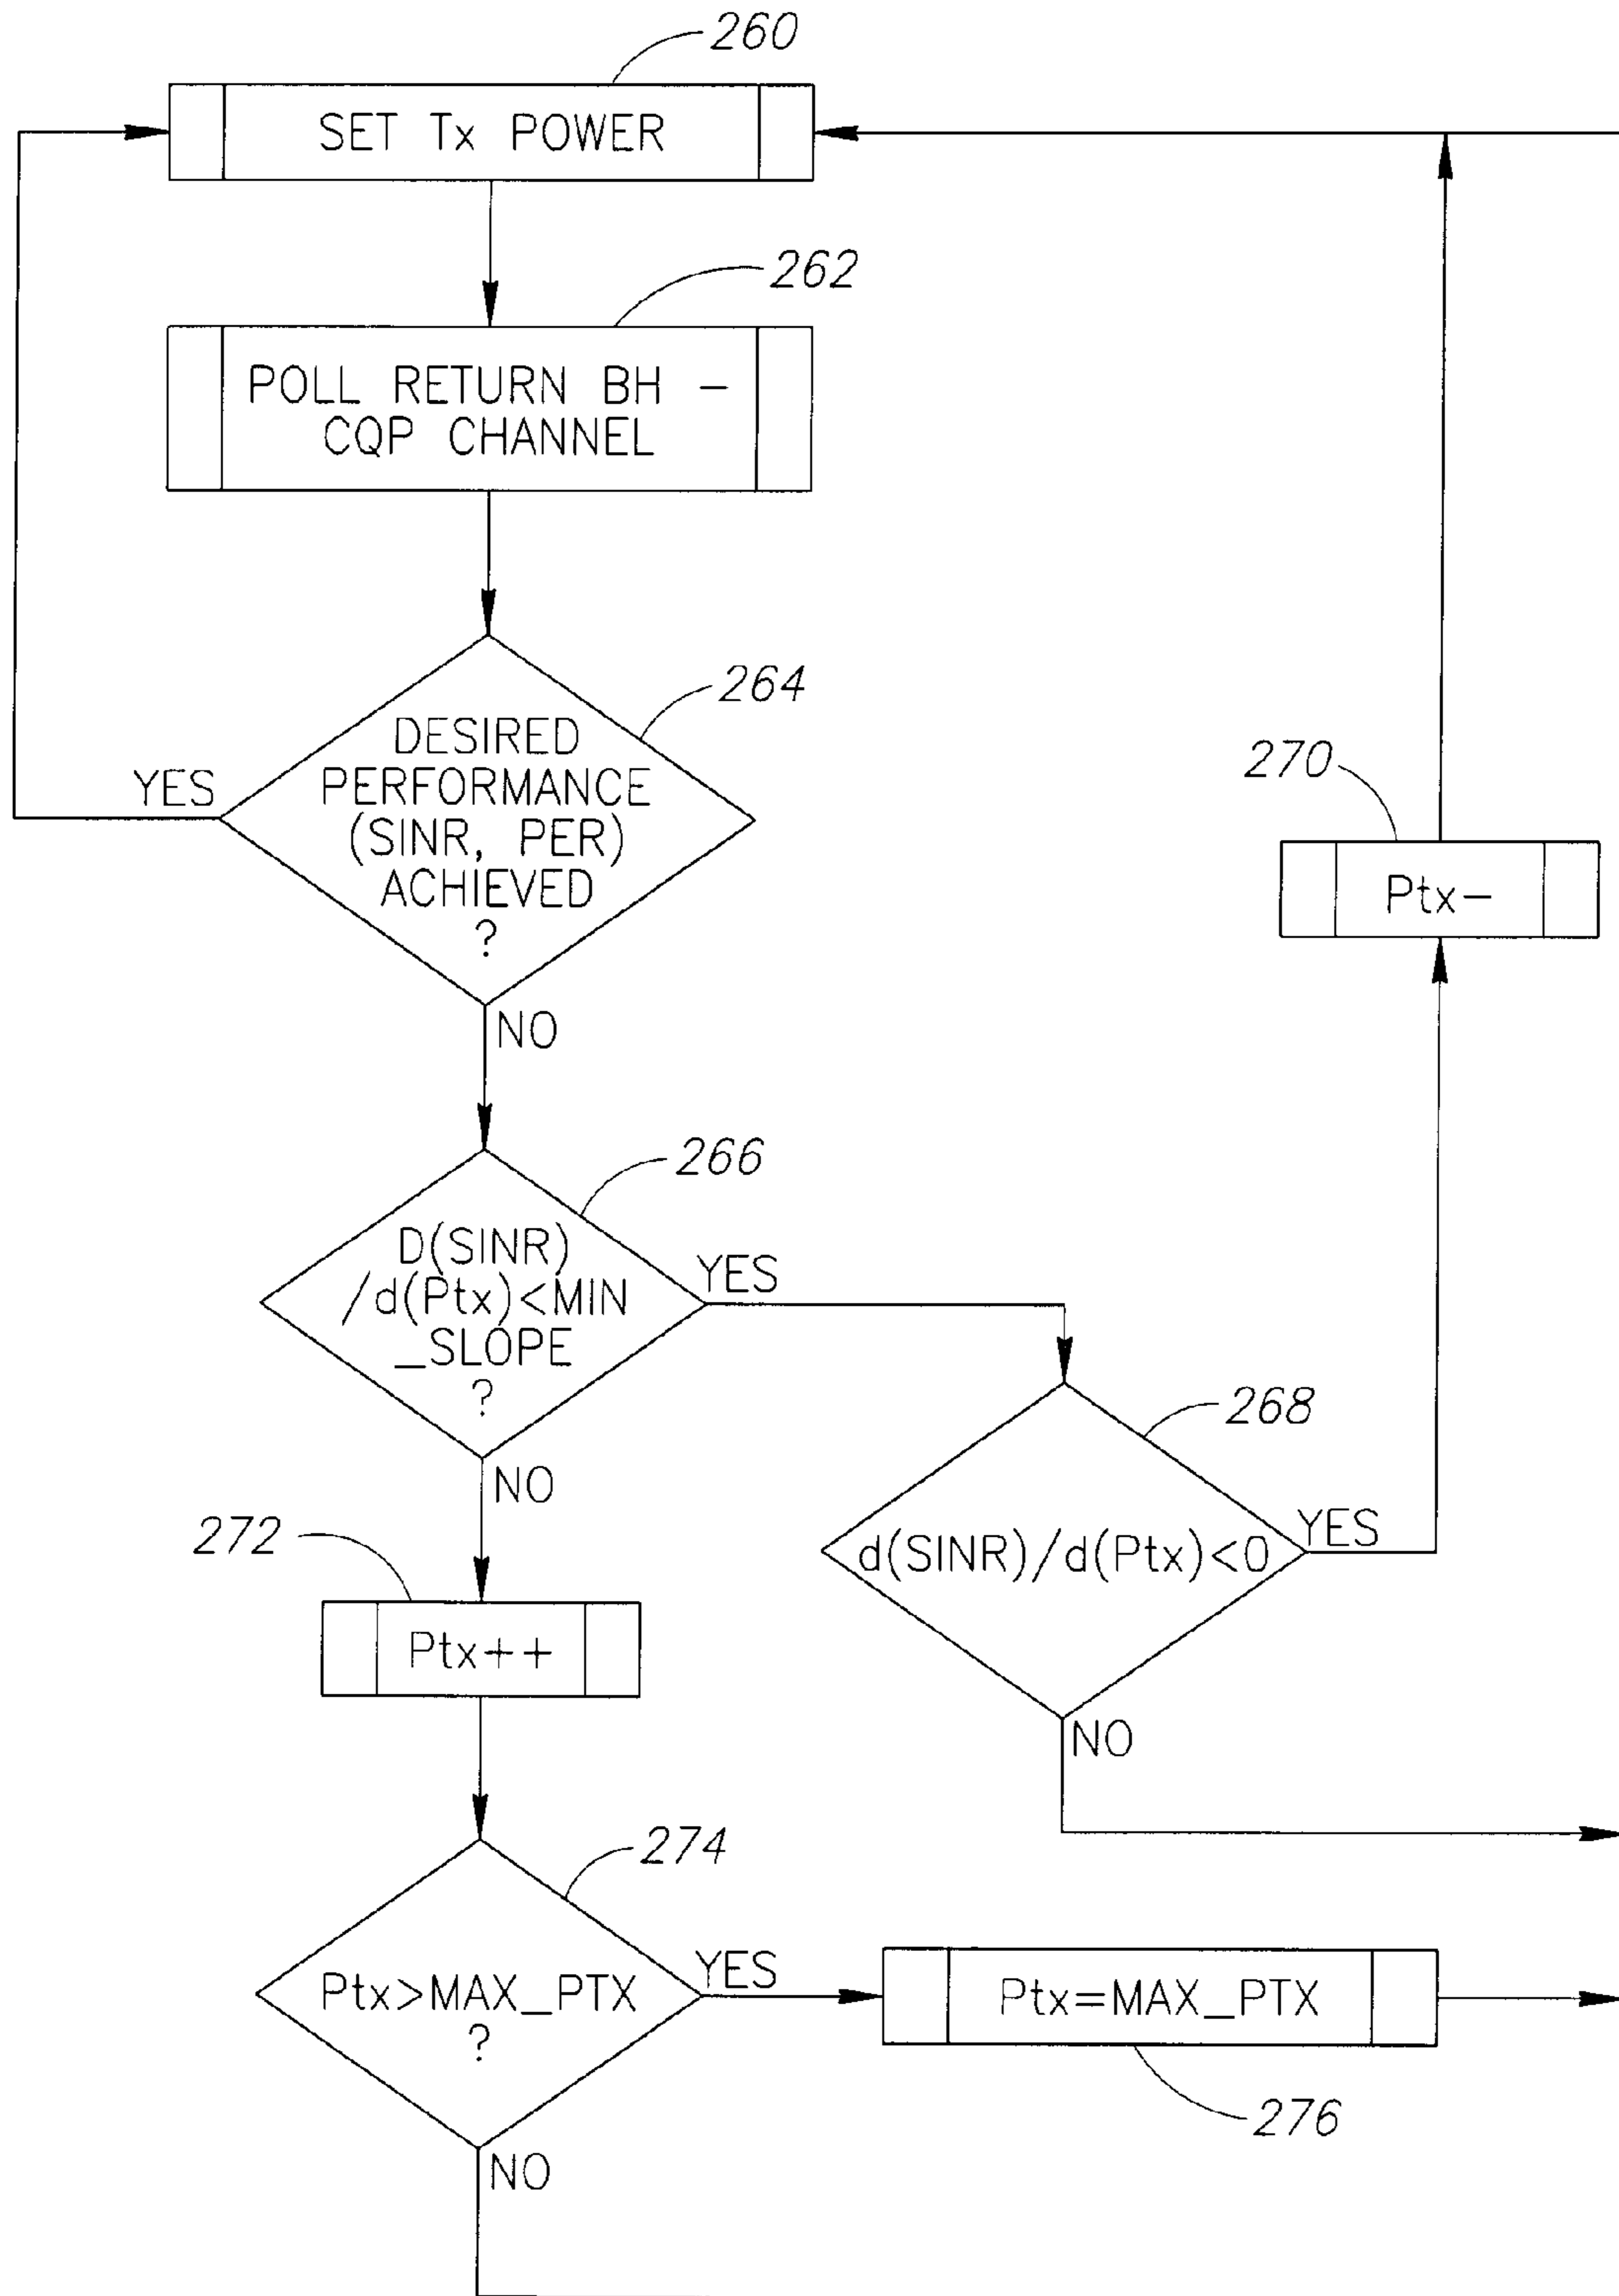 260
SET Tx POWER
262
POLL RETURN BH -
CQP CHANNEL
264
DESIRED
PERFORMANCE
(SINR, PER)
ACHIEVED
?
YES
NO
270
Ptx-
266
D(SINR)
/d(Ptx)<MIN
_SLOPE
?
YES
NO
268
d(SINR)/d(Ptx)<0
YES
NO
272
Ptx++
274
Ptx>MAX_PTX
?
YES
NO
Ptx=MAX_PTX
276